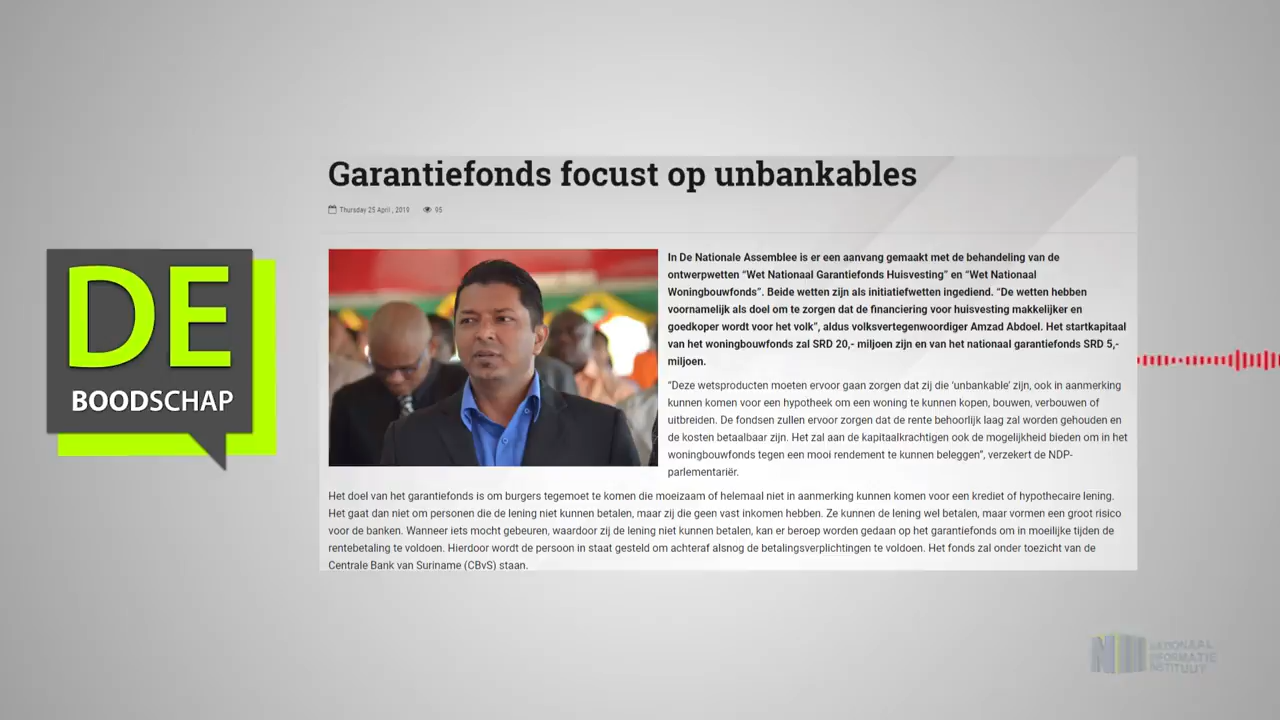 Garantiefonds focust op unbankables
Thursday 25 April , 2019 95
DE
BOODSCHAP
In De Nationale Assemblee is er een aanvang gemaakt met de behandeling van de
ontwerpwetten “Wet Nationaal Garantiefonds Huisvesting” en “Wet Nationaal
Woningbouwfonds”. Beide wetten zijn als initiatiefwetten ingediend. “De wetten hebben
voornamelijk als doel om te zorgen dat de financiering voor huisvesting makkelijker en
goedkoper wordt voor het volk”, aldus volksvertegenwoordiger Amzad Abdoel. Het startkapitaal
van het woningbouwfonds zal SRD 20,- miljoen zijn en van het nationaal garantiefonds SRD 5,-
miljoen.
“Deze wetsproducten moeten ervoor gaan zorgen dat zij die ‘unbankable’ zijn, ook in aanmerking
kunnen komen voor een hypotheek om een woning te kunnen kopen, bouwen, verbouwen of
uitbreiden. De fondsen zullen ervoor zorgen dat de rente behoorlijk laag zal worden gehouden en
de kosten betaalbaar zijn. Het zal aan de kapitaalkrachtigen ook de mogelijkheid bieden om in het
woningbouwfonds tegen een mooi rendement te kunnen beleggen”, verzekert de NDP-
parlementariër.
Het doel van het garantiefonds is om burgers tegemoet te komen die moeizaam of helemaal niet in aanmerking kunnen komen voor een krediet of hypothecaire lening.
Het gaat dan niet om personen die de lening niet kunnen betalen, maar zij die geen vast inkomen hebben. Ze kunnen de lening wel betalen, maar vormen een groot risico
voor de banken. Wanneer iets mocht gebeuren, waardoor zij de lening niet kunnen betalen, kan er beroep worden gedaan op het garantiefonds om in moeilijke tijden de
rentebetaling te voldoen. Hierdoor wordt de persoon in staat gesteld om achteraf alsnog de betalingsverplichtingen te voldoen. Het fonds zal onder toezicht van de
Centrale Bank van Suriname (CBvS) staan.
NATIONAAL
INFORMATIE
INSTITUUT